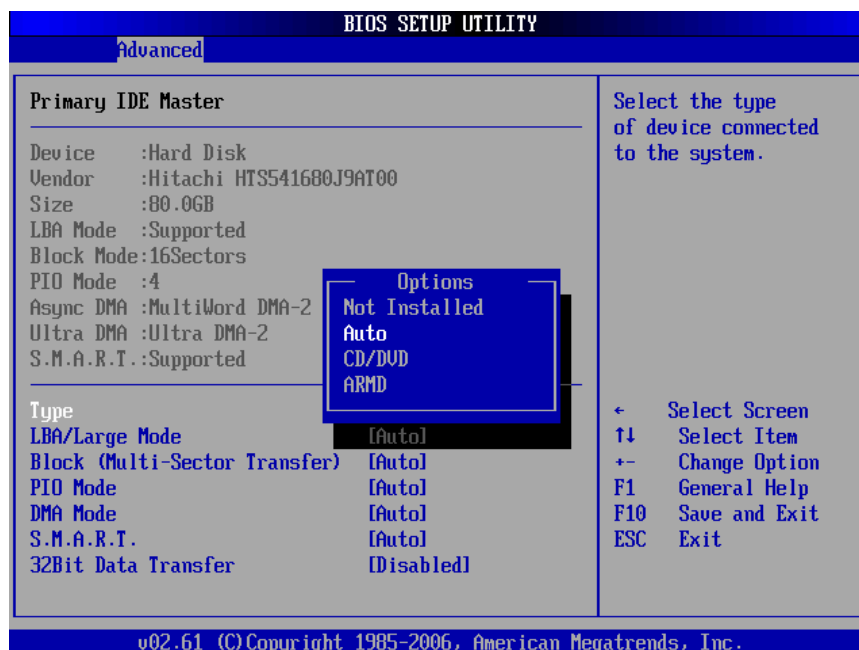 BIOS SETUP UTILITY
Advanced
Primary IDE Master
Device :Hard Disk
Vendor :Hitachi HTS541680J9AT00
Size :80.0GB
LBA Mode :Supported
Block Mode:16Sectors
PIO Mode :4
Async DMA :MultiWord DMA-2
Ultra DMA :Ultra DMA-2
S.M.A.R.T.:Supported
Type
LBA/Large Mode [Auto]
Block (Multi-Sector Transfer) [Auto]
PIO Mode [Auto]
DMA Mode [Auto]
S.M.A.R.T. [Auto]
32Bit Data Transfer [Disabled]
Options
Not Installed
Auto
CD/DVD
ARMD
Select the type
of device connected
to the system.
← Select Screen
↑↓ Select Item
+- Change Option
F1 General Help
F10 Save and Exit
ESC Exit
v02.61 (C)Copyright 1985-2006, American Megatrends, Inc.